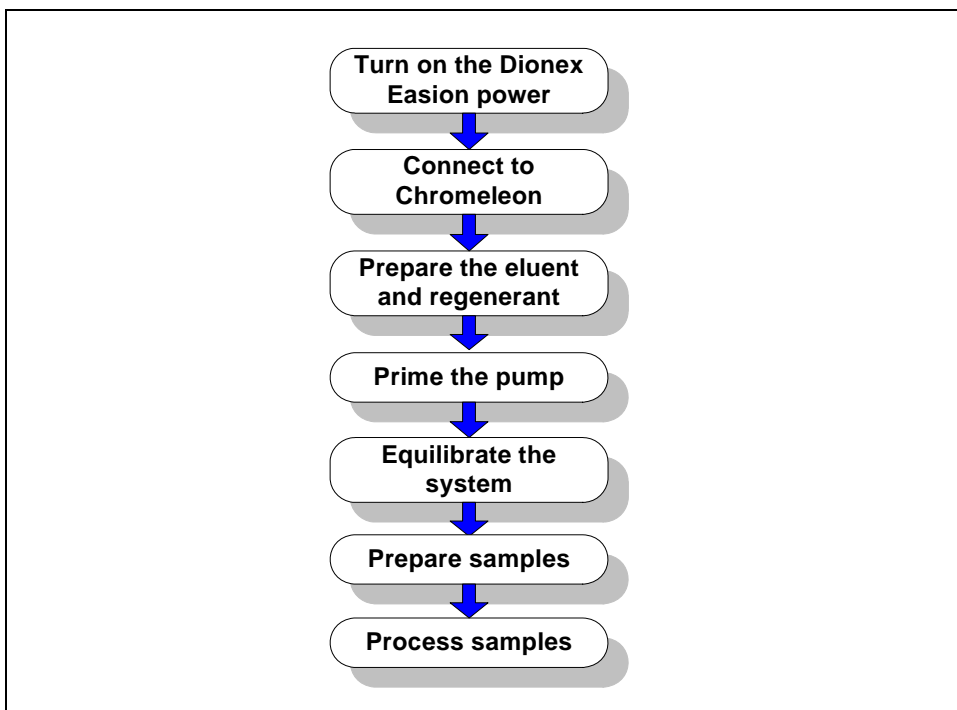 Turn on the Dionex
Easion power
Connect to
Chromeleon
Prepare the eluent
and regenerant
Prime the pump
Equilibrate the
system
Prepare samples
Process samples